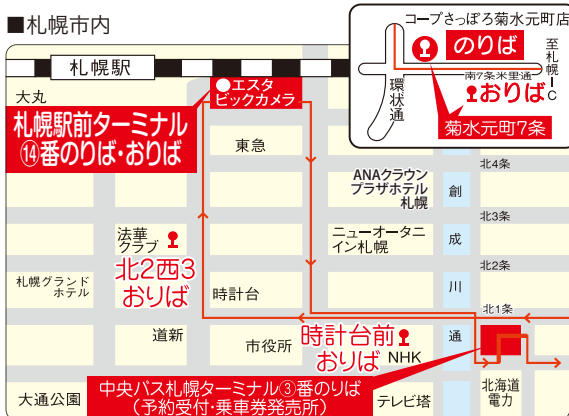 ■札幌市内
コープさっぽろ菊水元町店
のりば
至札幌IC
南7条米里通
環状通
おりば
菊水元町7条
札幌駅
大丸
エスタ
ビックカメラ
札幌駅前ターミナル
⑭番のりば・おりば
東急
北4条
ANAクラウン
プラザホテル
札幌
創成川通
北3条
法華
クラブ
ニューオータニ
イン札幌
北2西3
おりば
北2条
札幌グランド
ホテル
時計台
北1条
道新
市役所
時計台前
おりば
NHK
中央バス札幌ターミナル③番のりば
(予約受付・乗車券発売所)
大通公園
テレビ塔
北海道
電力